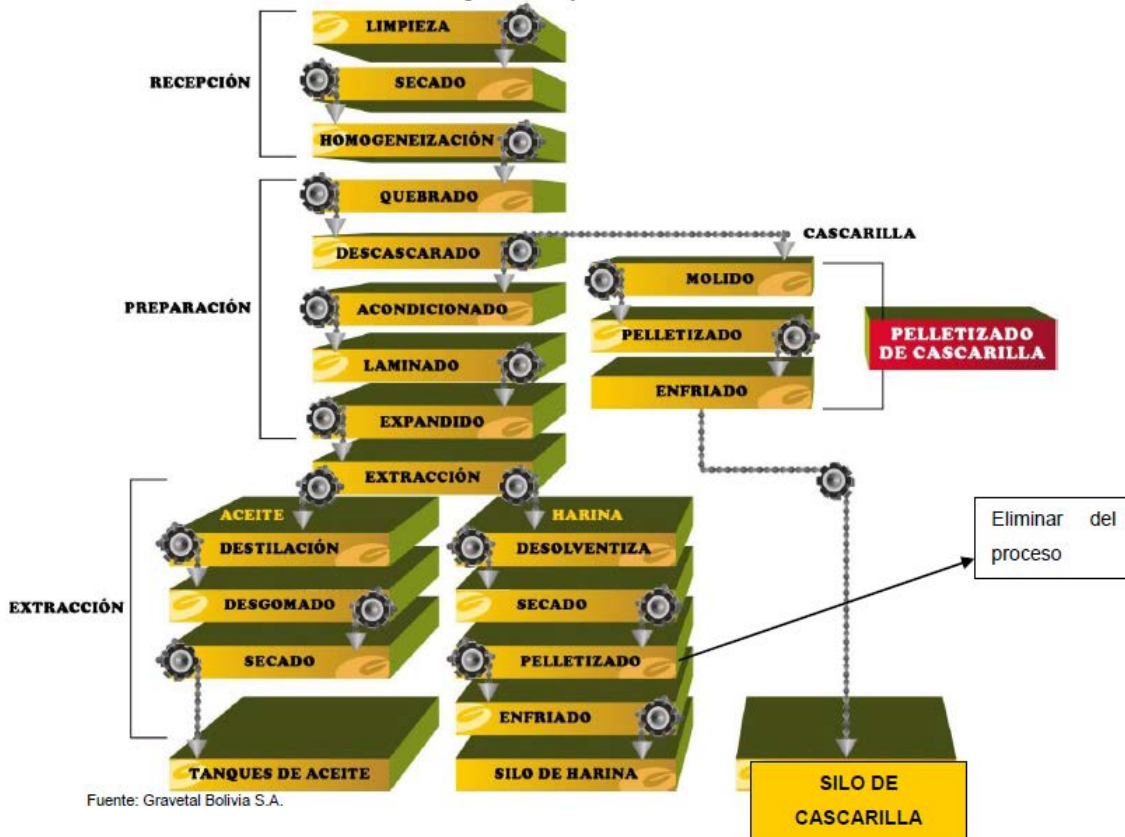 LIMPIEZA
RECEPCIÓN
SECADO
HOMOGENEIZACIÓN
QUEBRADO
DESCASCARADO
CASCARILLA
PREPARACIÓN
ACONDICIONADO
LAMINADO
EXPANDIDO
MOLIDO
PELLETIZADO
ENFRIADO
PELLETIZADO
DE CASCARILLA
EXTRACCIÓN
ACEITE
HARINA
EXTRACCIÓN
DESTILACIÓN
DESGOMADO
SECADO
TANQUES DE ACEITE
DESOLVENTIZA
SECADO
PELLETIZADO
ENFRIADO
SILO DE HARINA
Eliminar del
proceso
SILO DE
CASCARILLA
Fuente: Gravetal Bolivia S.A.